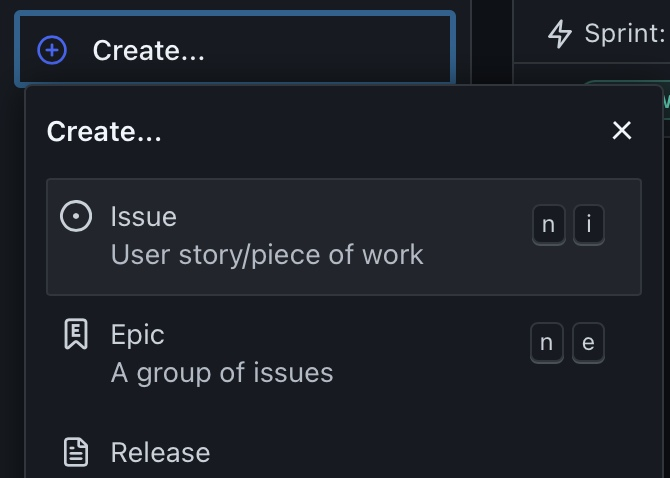 Create...
Sprint:
Create...
Issue
n i
User story/piece of work
Epic
n e
A group of issues
Release